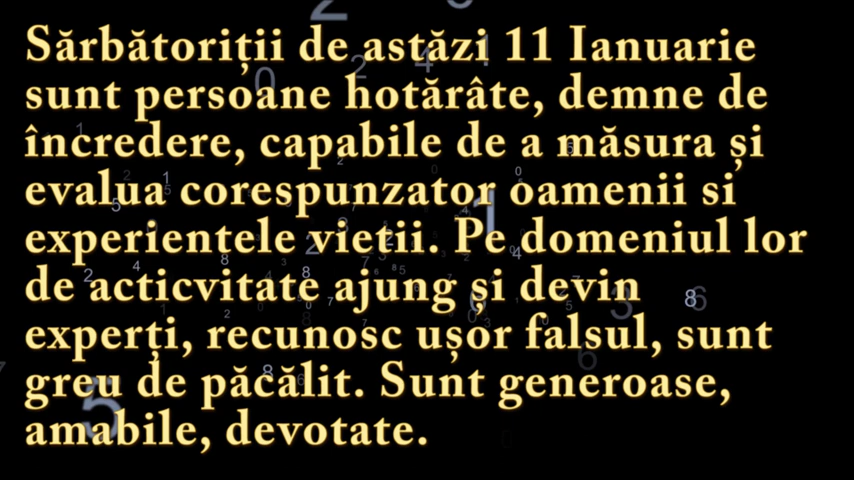 Sărbătoriții de astăzi 11 Ianuarie
sunt persoane hotărâte, demne de
încredere, capabile de a măsura și
evalua corespunzator oamenii si
experientele vietii. Pe domeniul lor
de acticvitate ajung și devin
experți, recunosc ușor falsul, sunt
greu de păcălit. Sunt generoase,
amabile, devotate.